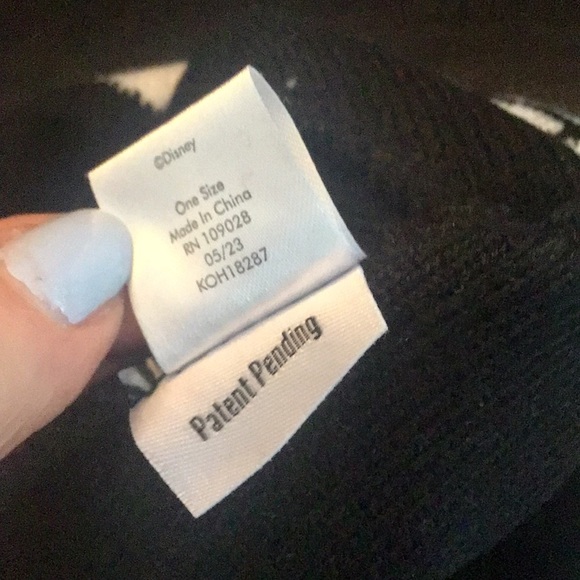 ©Disney
One Size
Made In China
RN 109028
05/23
KOH18287
Patent Pending